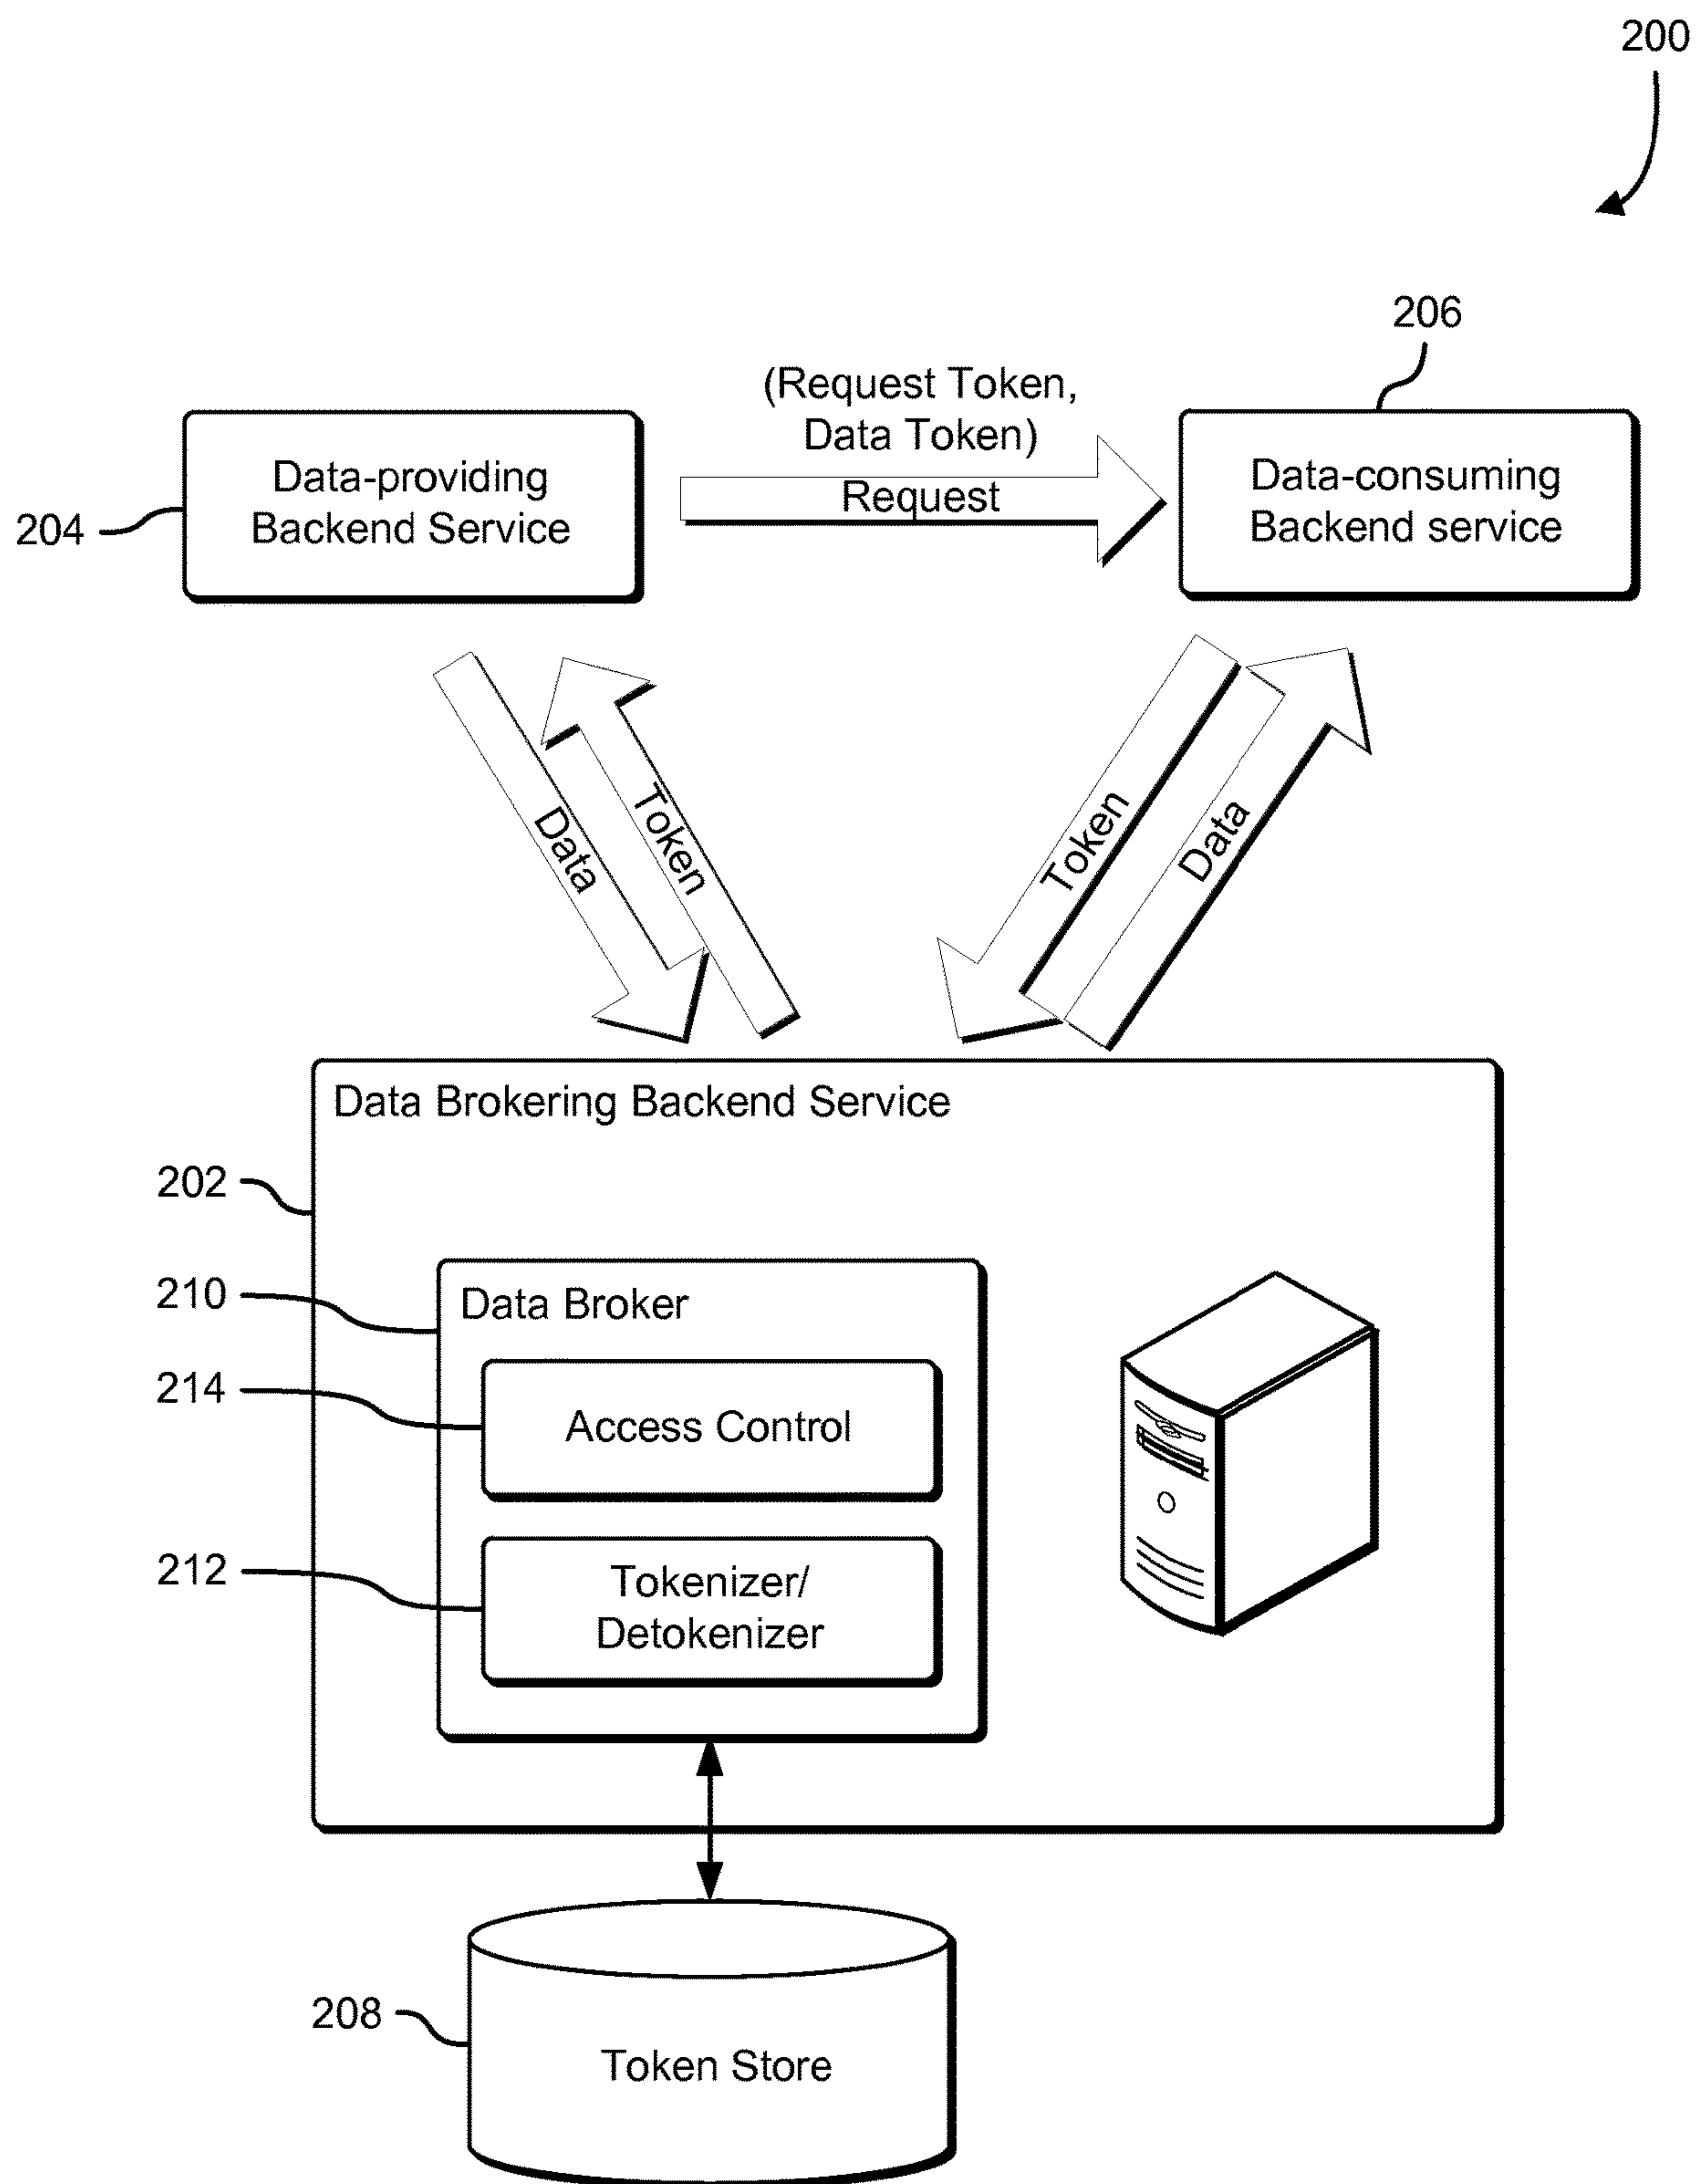 200
206
(Request Token,
Data Token)
Request
Data-providing
Backend Service
204
Data-consuming
Backend service
Data
Token
Token
Data
Data Brokering Backend Service
202
210
Data Broker
214
Access Control
212
Tokenizer/
Detokenizer
208
Token Store